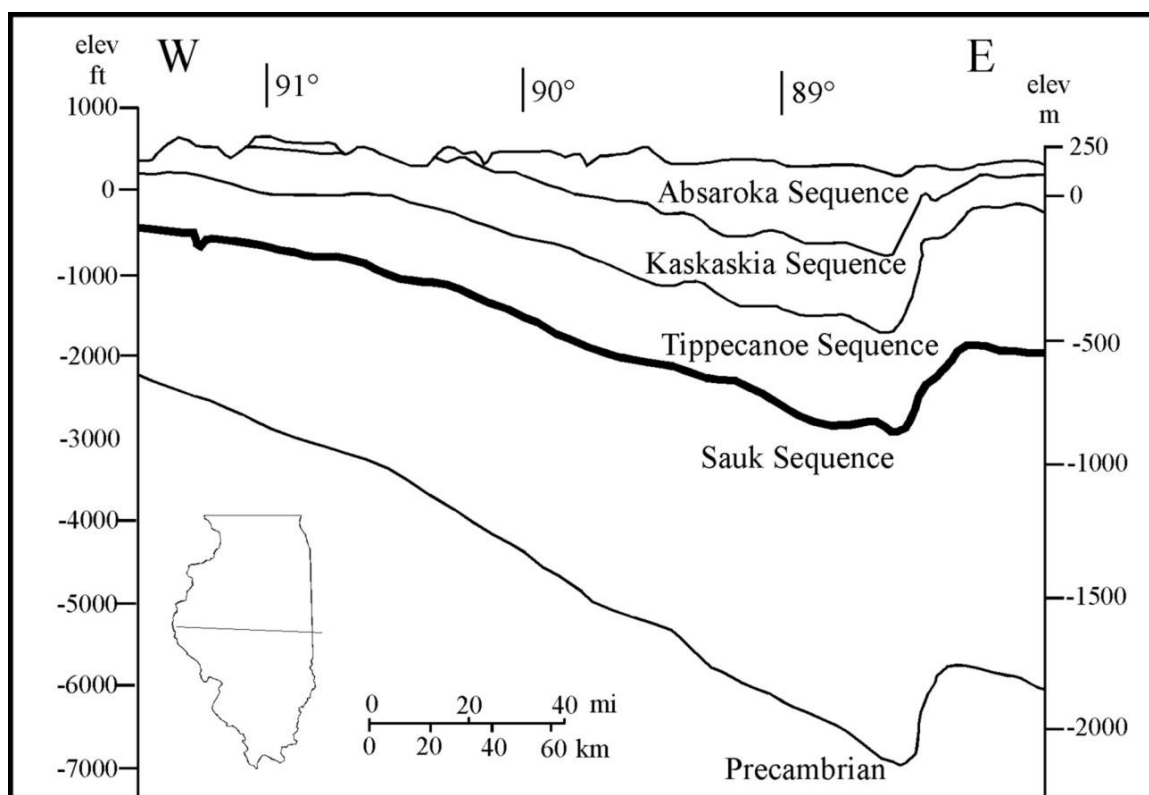 elev
ft
W
91°
90°
89°
E
elev
m
1000
0
-1000
-2000
-3000
-4000
-5000
-6000
-7000
250
0
-500
-1000
-1500
-2000
Absaroka Sequence
Kaskaskia Sequence
Tippecanoe Sequence
Sauk Sequence
Precambrian
0 20 40 mi
0 20 40 60 km